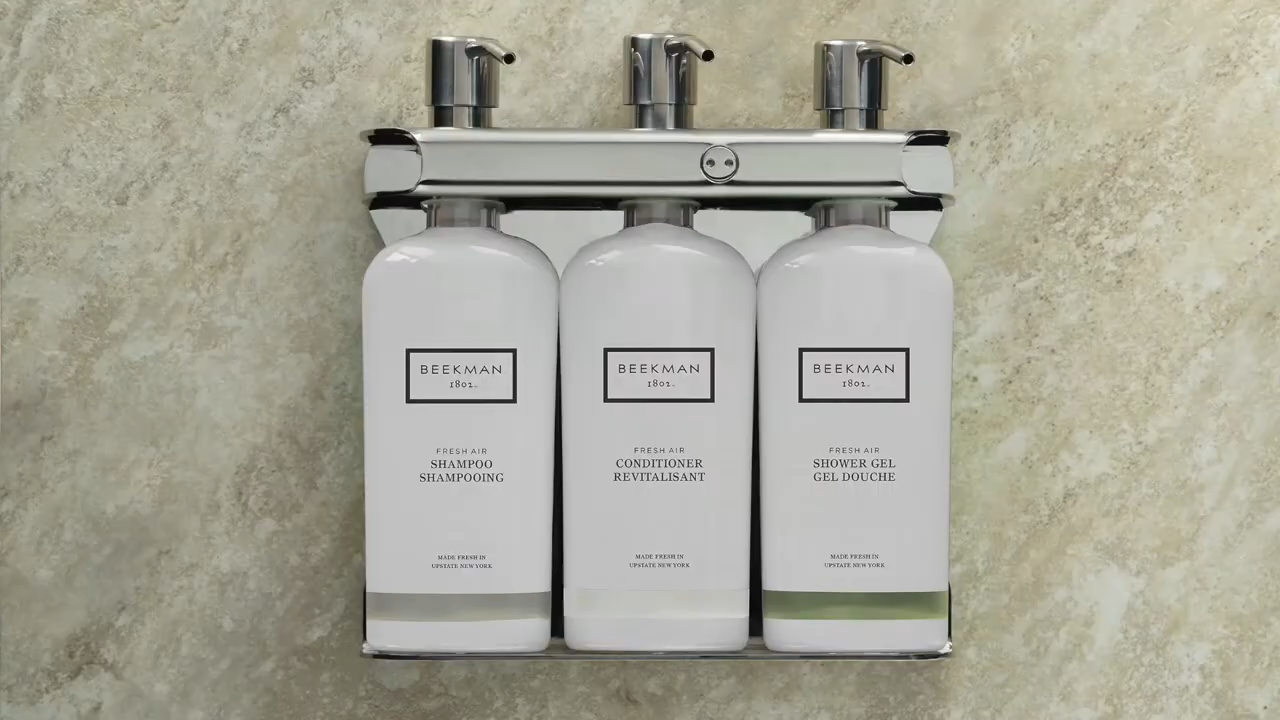 BEEKMAN
1802
FRESH AIR
SHAMPOO
SHAMPOOING
MADE FRESH IN
UPSTATE NEW YORK
BEEKMAN
1802
FRESH AIR
CONDITIONER
REVITALISANT
MADE FRESH IN
UPSTATE NEW YORK
BEEKMAN
1802
FRESH AIR
SHOWER GEL
GEL DOUCHE
MADE FRESH IN
UPSTATE NEW YORK